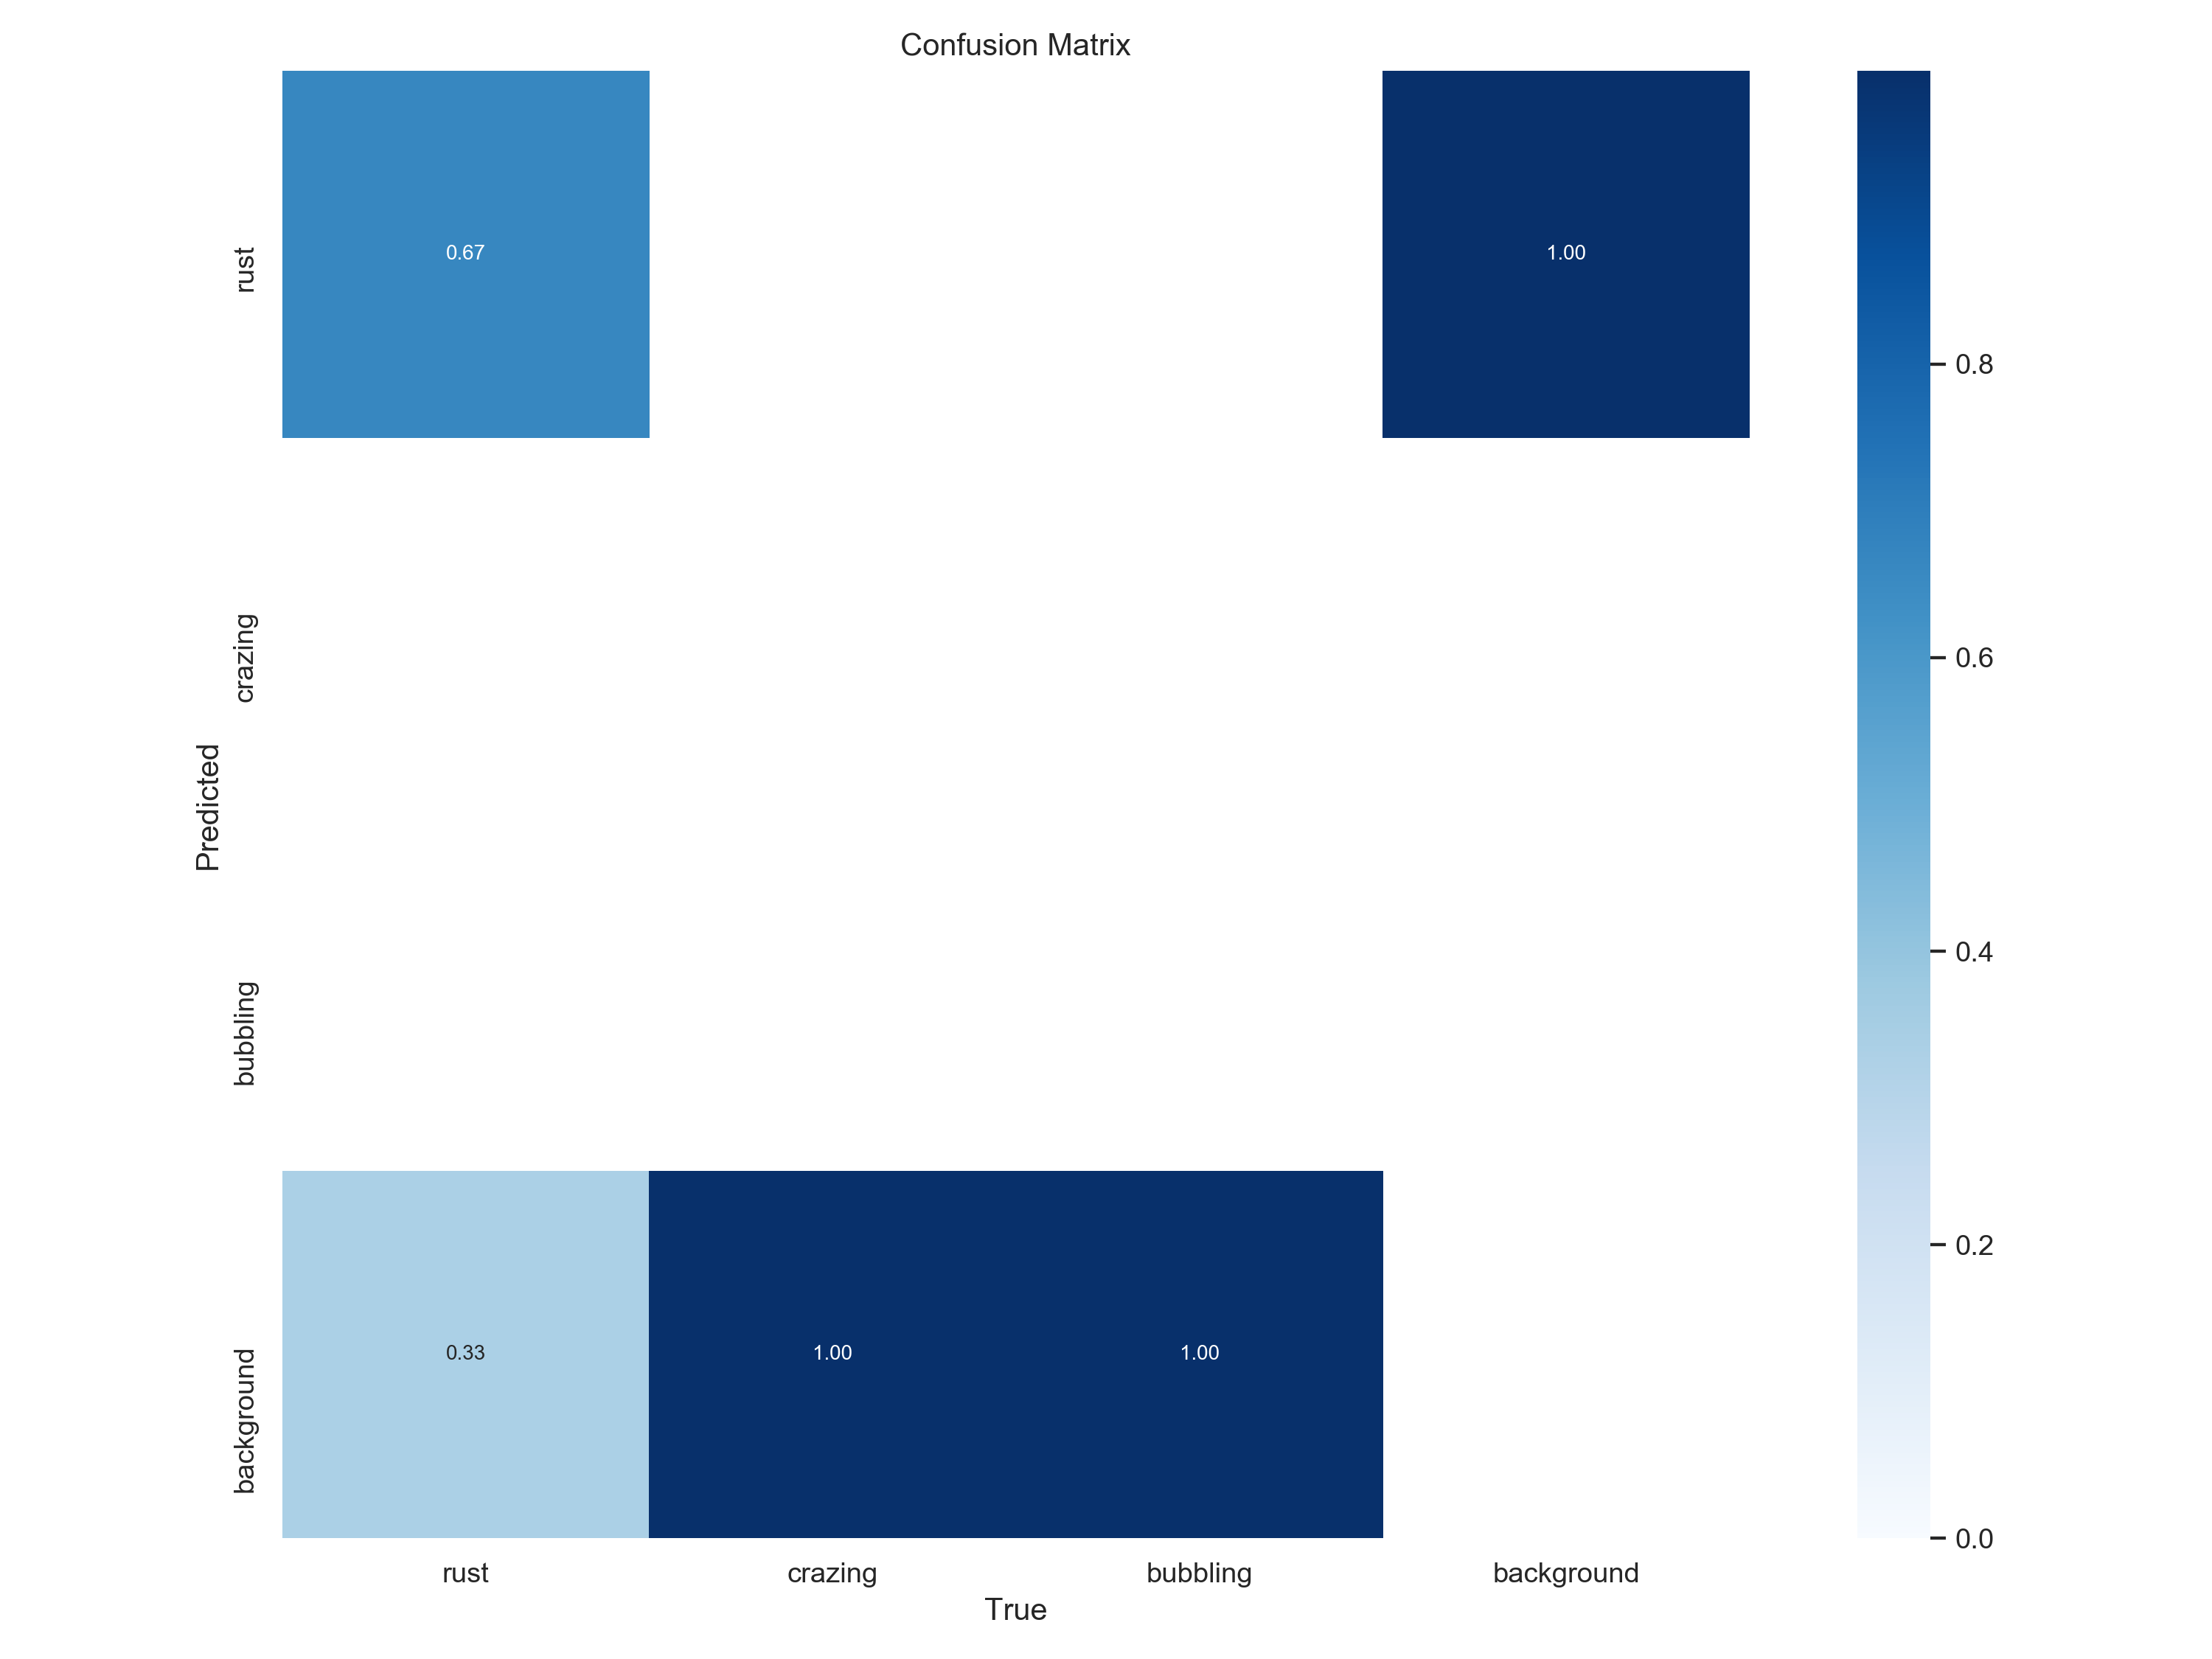 Confusion Matrix
rust
0.67
1.00
crazing
bubbling
background
0.33
1.00
1.00
Predicted
rust
crazing
bubbling
background
True
0.8
0.6
0.4
0.2
0.0